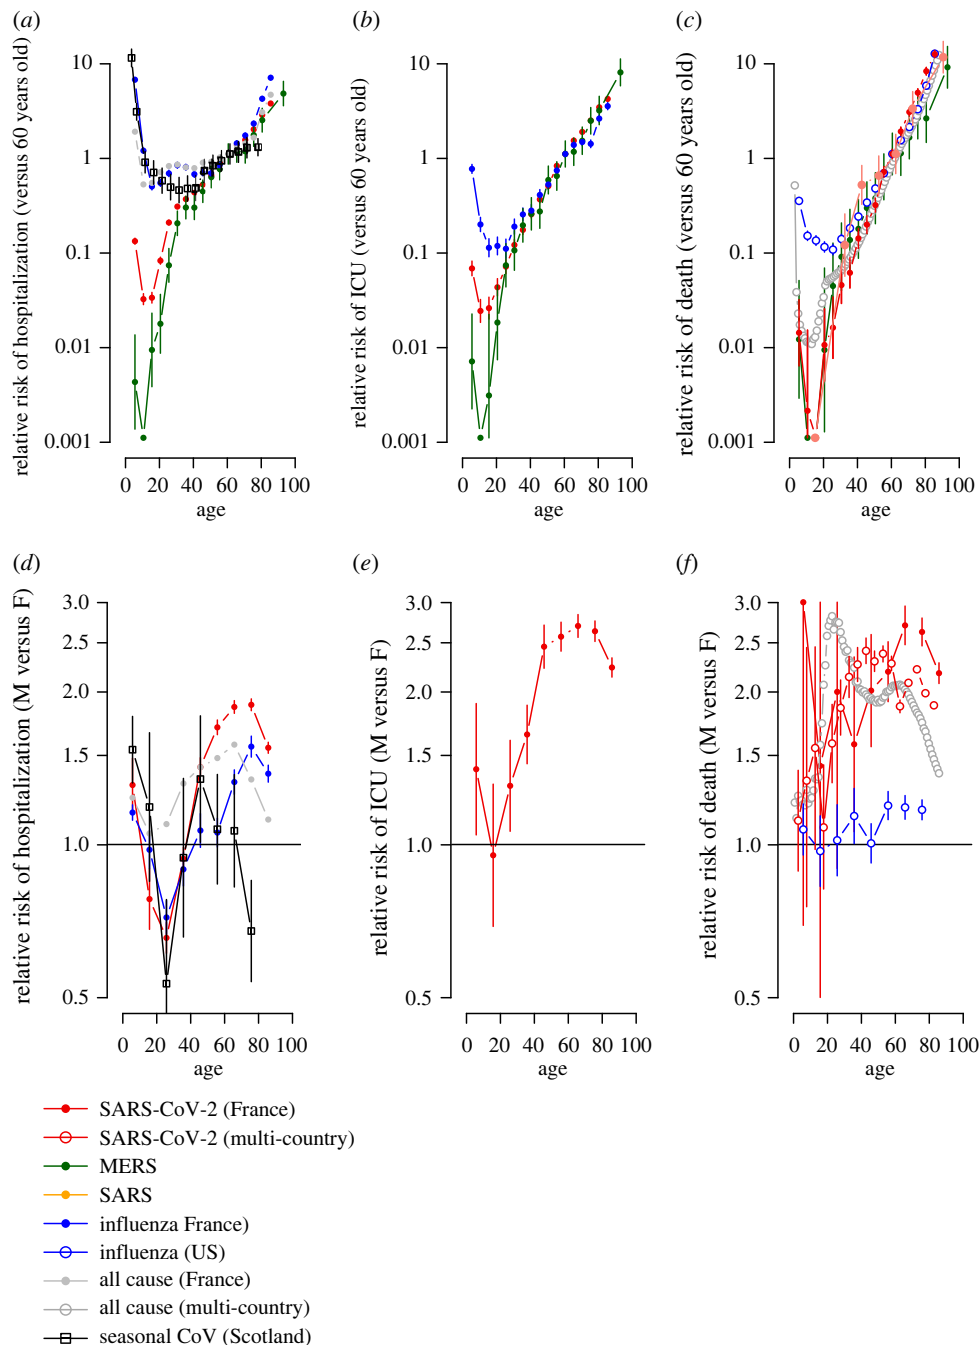 (a)
(b)
(c)
relative risk of hospitalization (versus 60 years old)
10
1
0.1
0.01
0.001
0 20 40 60 80 100
age
relative risk of ICU (versus 60 years old)
10
1
0.1
0.01
0.001
0 20 40 60 80 100
age
relative risk of death (versus 60 years old)
10
1
0.1
0.01
0.001
0 20 40 60 80 100
age
(d)
(e)
(f)
relative risk of hospitalization (M versus F)
3.0
2.5
2.0
1.5
1.0
0.5
0 20 40 60 80 100
age
relative risk of ICU (M versus F)
3.0
2.5
2.0
1.5
1.0
0.5
0 20 40 60 80 100
age
relative risk of death (M versus F)
3.0
2.5
2.0
1.5
1.0
0.5
0 20 40 60 80 100
age
SARS-CoV-2 (France)
SARS-CoV-2 (multi-country)
MERS
SARS
influenza France)
influenza (US)
all cause (France)
all cause (multi-country)
seasonal CoV (Scotland)